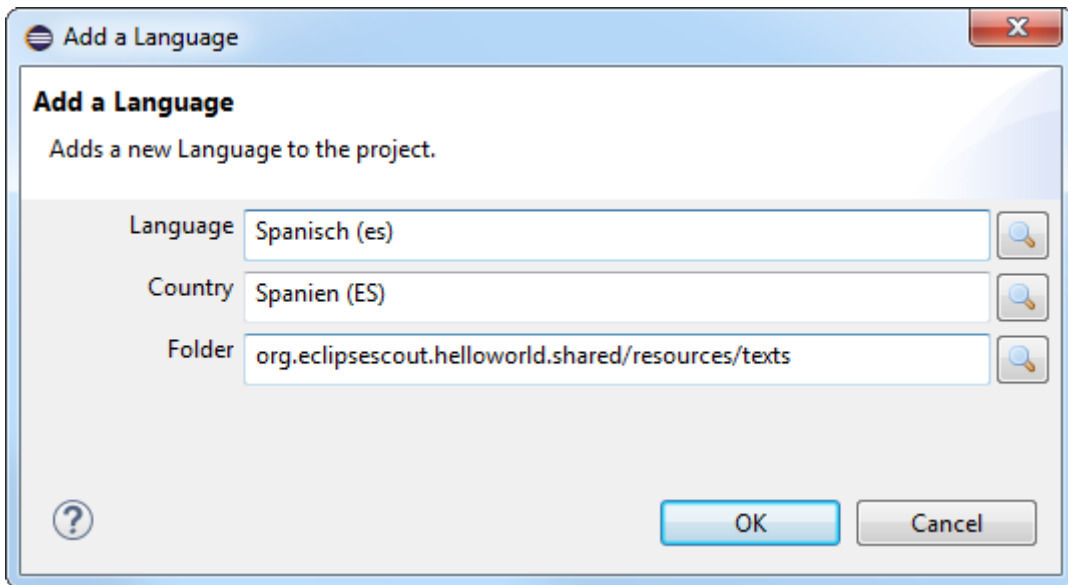 Add a Language
Add a Language
Adds a new Language to the project.
Language Spanisch (es)
Country Spanien (ES)
Folder org.eclipsescout.helloworld.shared/resources/texts
OK Cancel